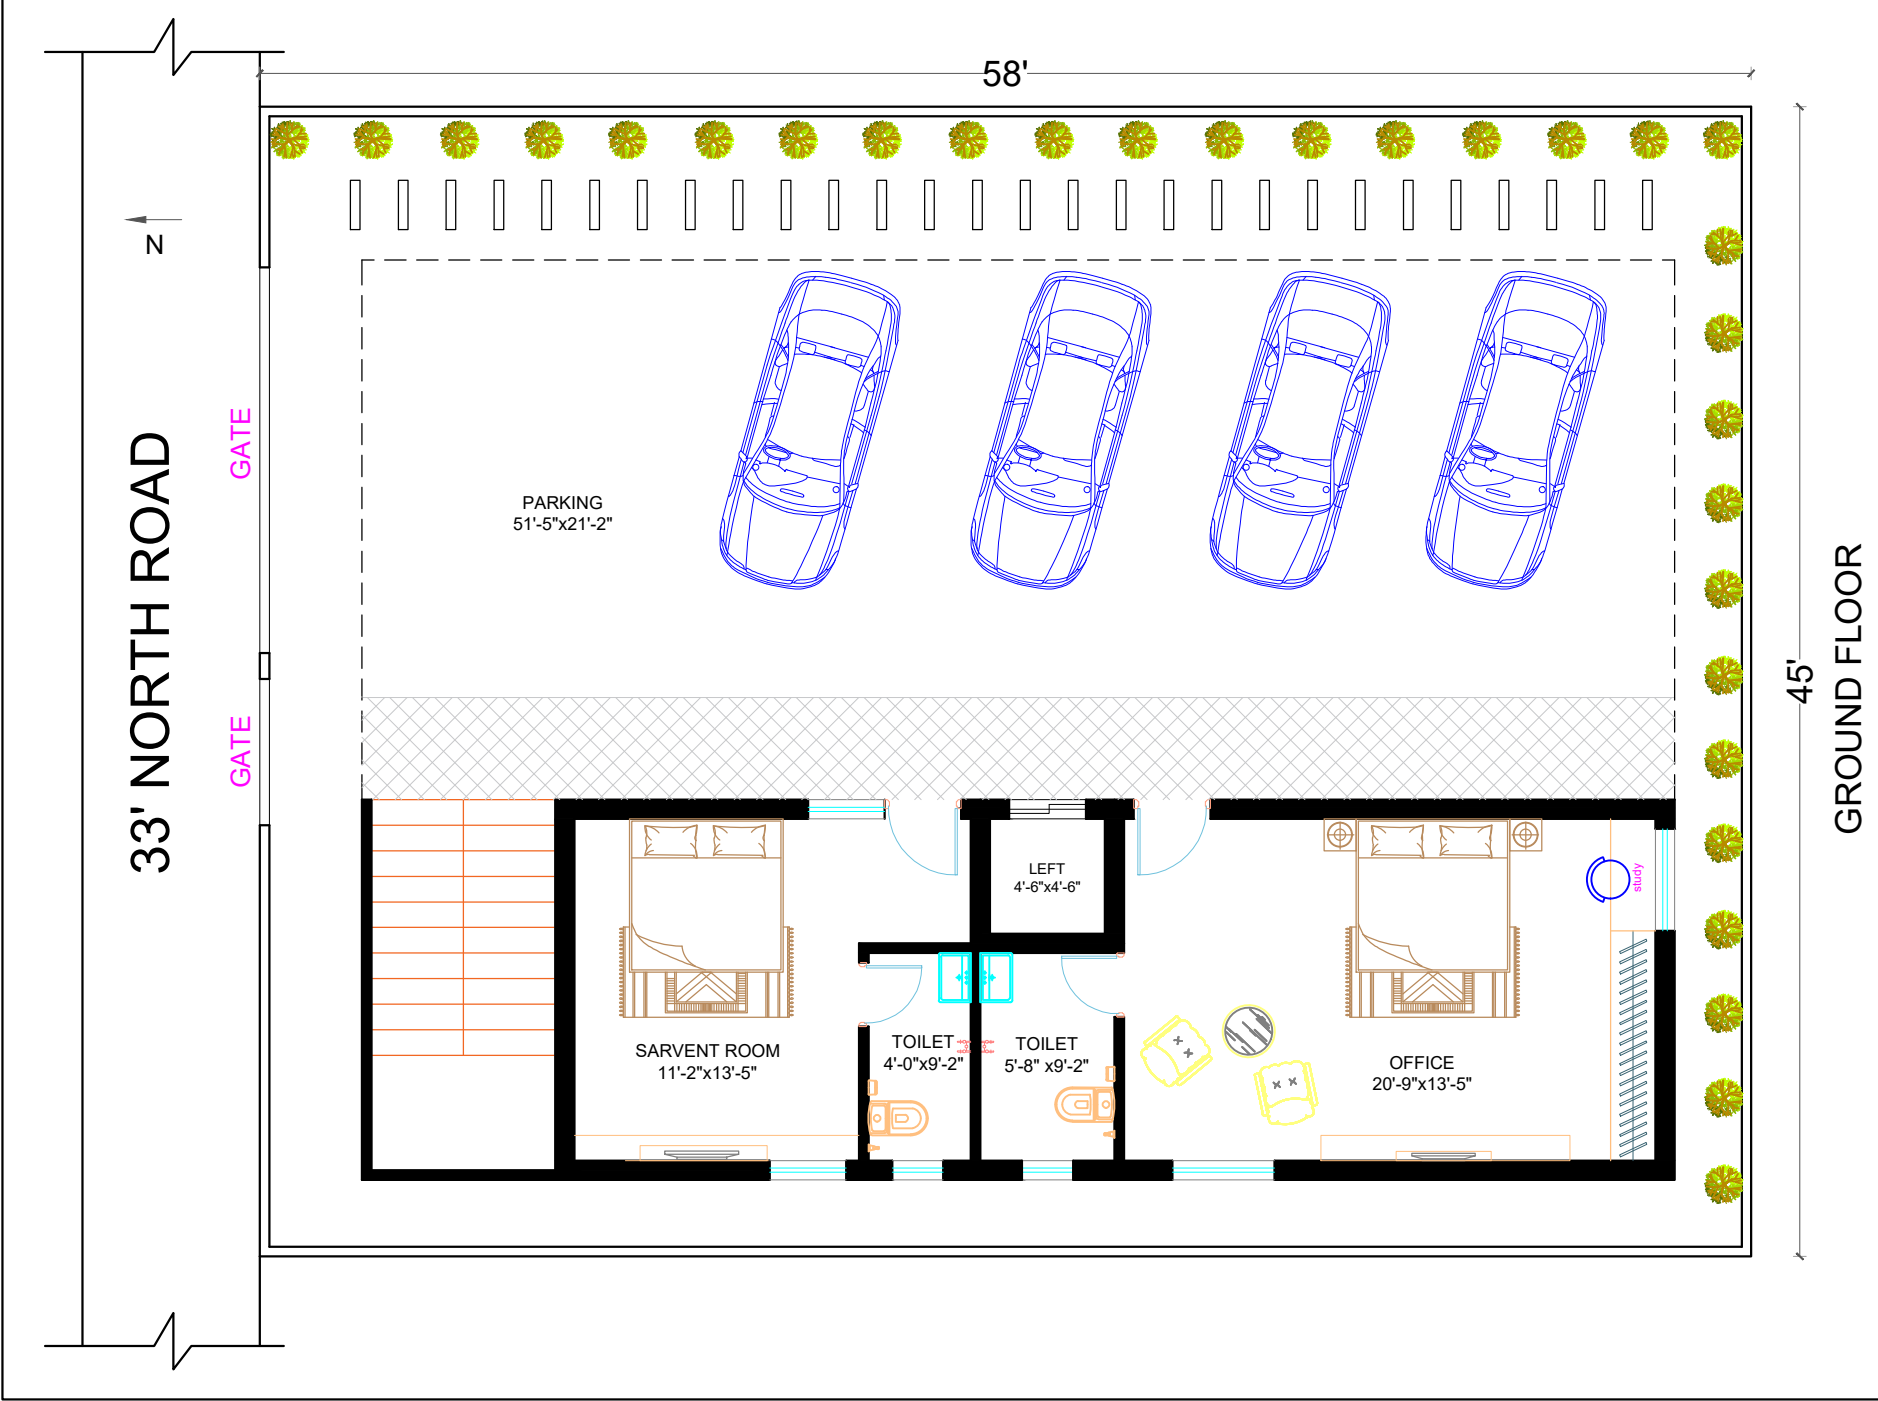 58'
N
33' NORTH ROAD
GATE
GATE
PARKING
51'-5"x21'-2"
45'
GROUND FLOOR
LEFT
4'-6"x4'-6"
study
SARVENT ROOM
11'-2"x13'-5"
TOILET
4'-0"x9'-2"
TOILET
5'-8" x9'-2"
OFFICE
20'-9"x13'-5"